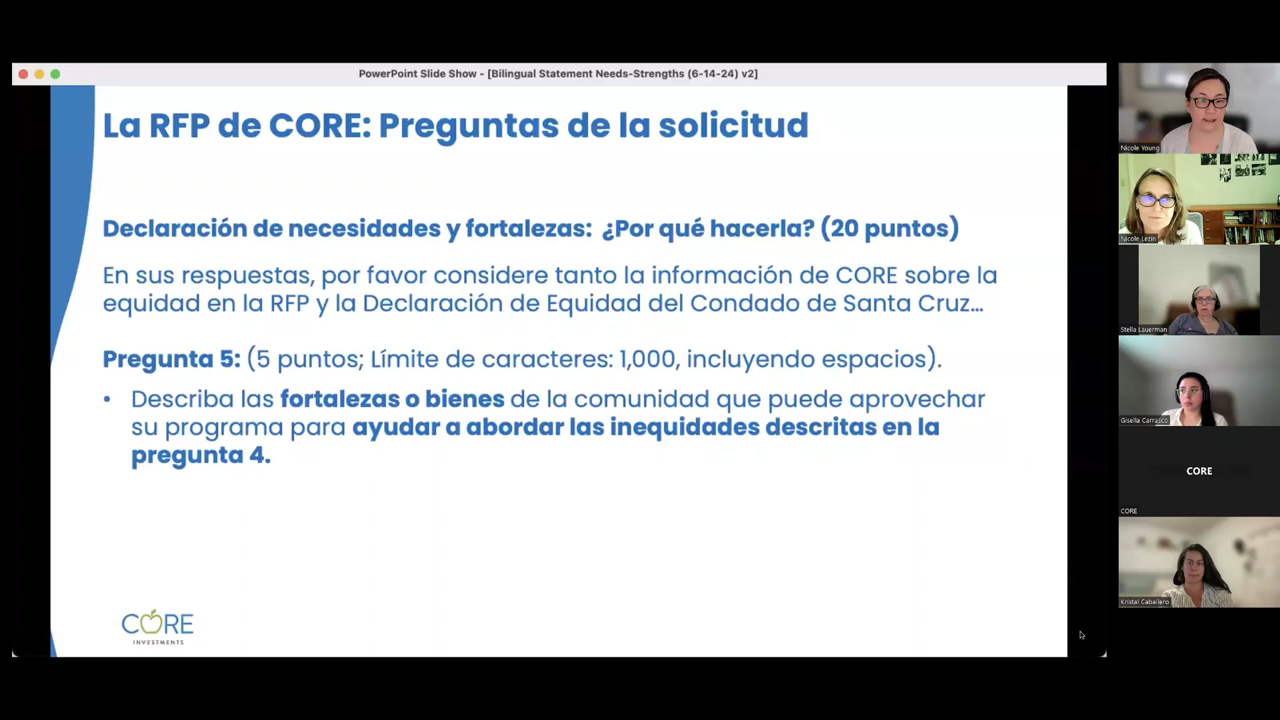 PowerPoint Slide Show - [Bilingual Statement Needs-Strengths (6-14-24) v2]
La RFP de CORE: Preguntas de la solicitud
Declaración de necesidades y fortalezas: ¿Por qué hacerla? (20 puntos)
En sus respuestas, por favor considere tanto la información de CORE sobre la
equidad en la RFP y la Declaración de Equidad del Condado de Santa Cruz...
Pregunta 5: (5 puntos; Límite de caracteres: 1,000, incluyendo espacios).
• Describa las fortalezas o bienes de la comunidad que puede aprovechar
su programa para ayudar a abordar las inequidades descritas en la
pregunta 4.
CORE
INVESTMENTS
Nicole Young
Nicole Lezin
Stella Lauerman
Gisella Carrasco
CORE
CORE
Kristal Caballero